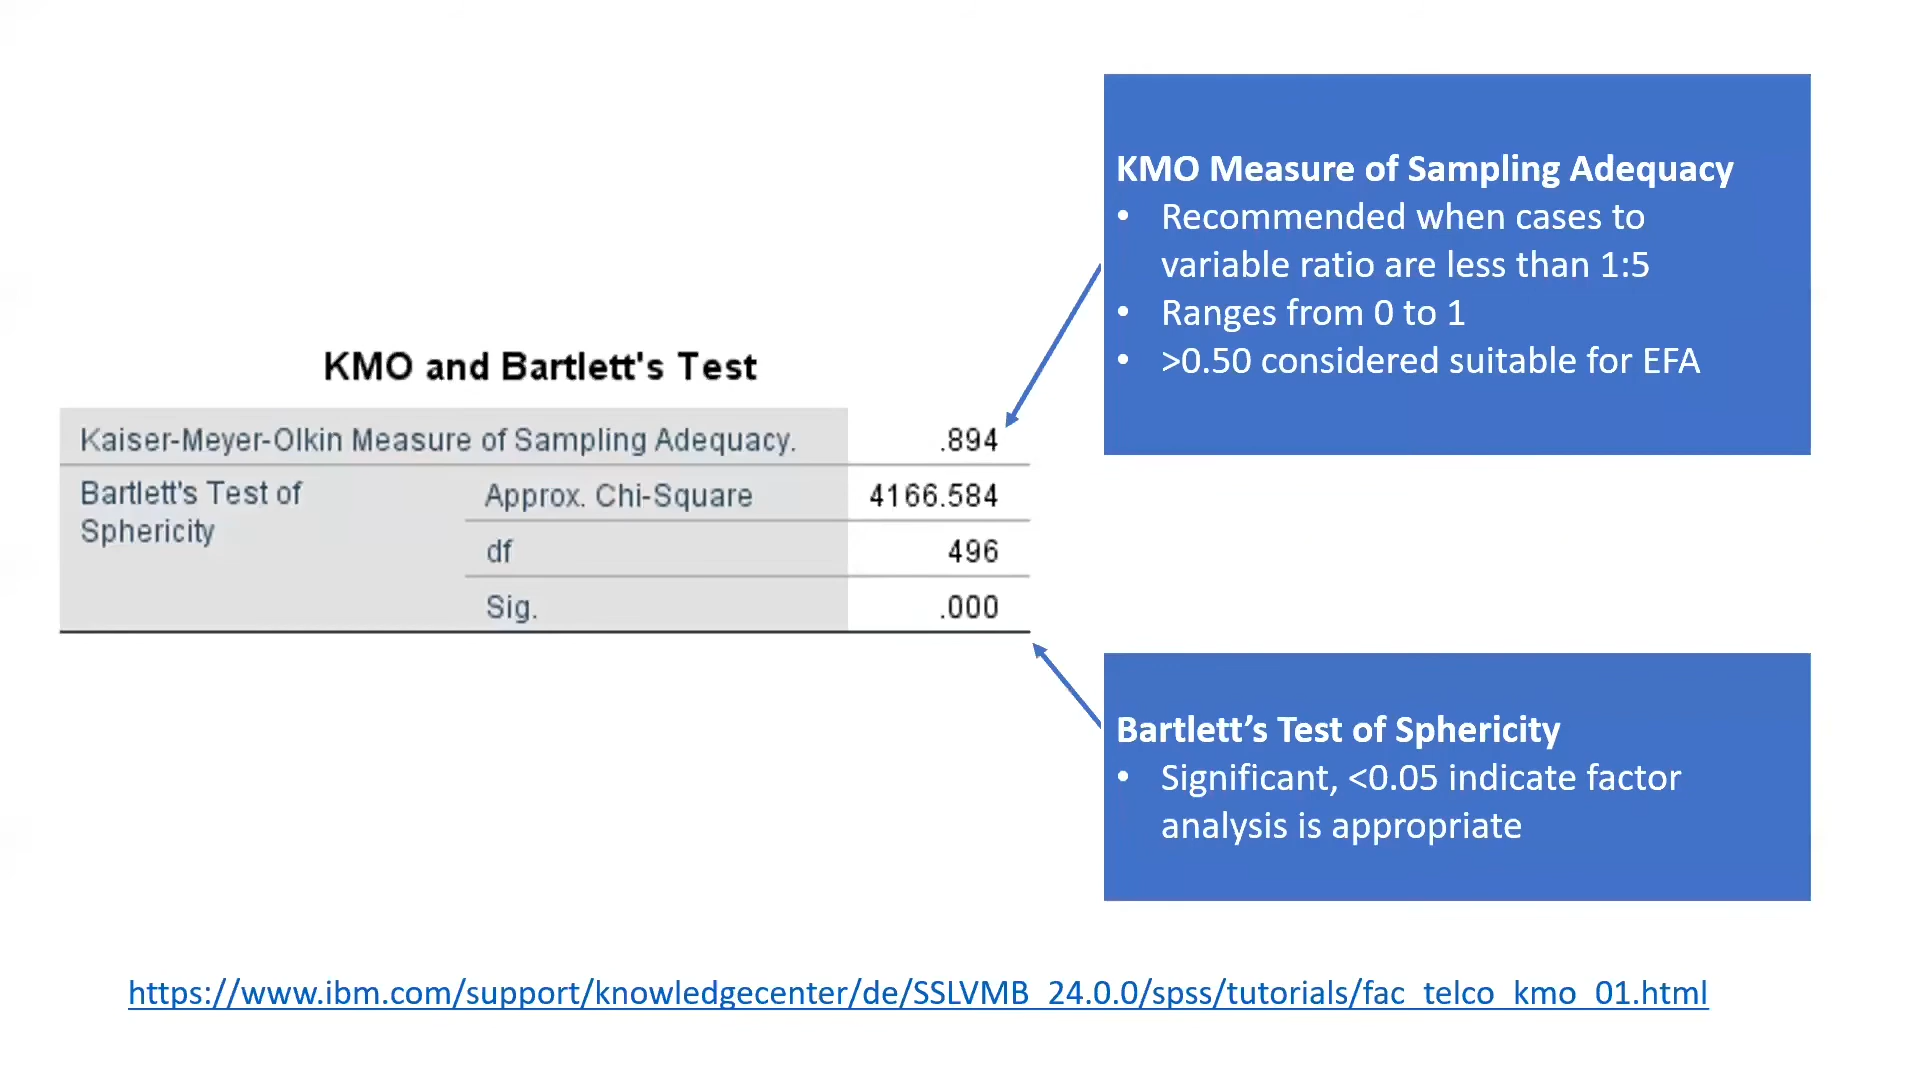 KMO Measure of Sampling Adequacy
• Recommended when cases to
variable ratio are less than 1:5
• Ranges from 0 to 1
• >0.50 considered suitable for EFA
KMO and Bartlett's Test
Kaiser-Meyer-Olkin Measure of Sampling Adequacy. .894
Bartlett's Test of Sphericity Approx. Chi-Square 4166.584
df 496
Sig. .000
Bartlett’s Test of Sphericity
• Significant, <0.05 indicate factor
analysis is appropriate
https://www.ibm.com/support/knowledgecenter/de/SSLVMB_24.0.0/spss/tutorials/fac_telco_kmo_01.html